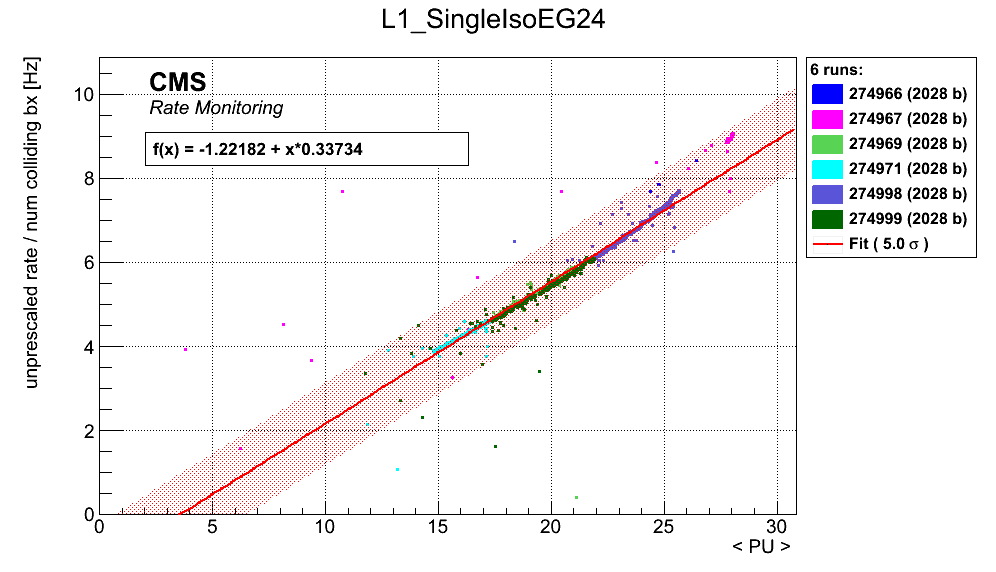 L1_SingleIsoEG24
unprescaled rate / num colliding bx [Hz]
CMS
Rate Monitoring
f(x) = -1.22182 + x*0.33734
10
8
6
4
2
0
0 5 10 15 20 25 30
< PU >
6 runs:
274966 (2028 b)
274967 (2028 b)
274969 (2028 b)
274971 (2028 b)
274998 (2028 b)
274999 (2028 b)
Fit ( 5.0 σ )